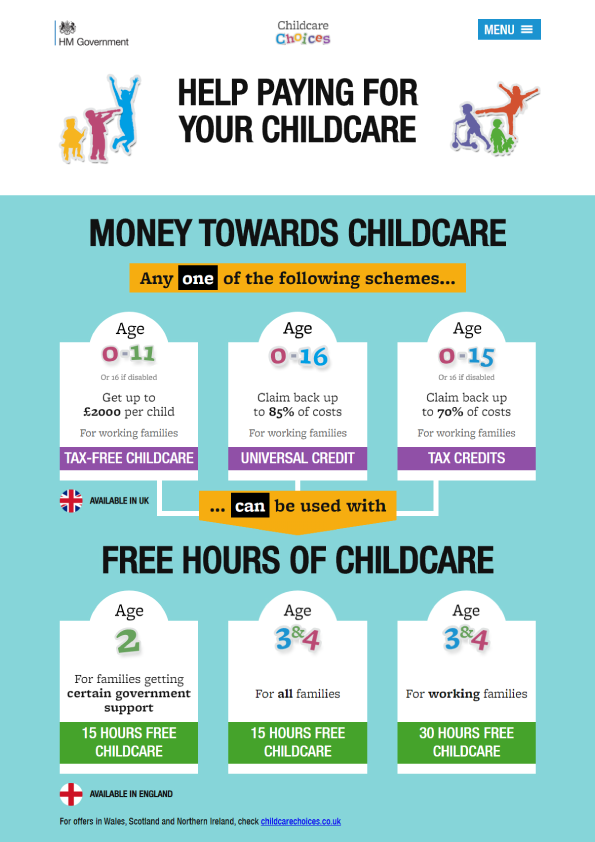 HM Government
Childcare
Choices
MENU
HELP PAYING FOR
YOUR CHILDCARE
MONEY TOWARDS CHILDCARE
Any one of the following schemes...
Age
0-11
Or 16 if disabled
Get up to
£2000 per child
For working families
TAX-FREE CHILDCARE
Age
0-16
Claim back up
to 85% of costs
For working families
UNIVERSAL CREDIT
Age
0-15
Or 16 if disabled
Claim back up
to 70% of costs
For working families
TAX CREDITS
AVAILABLE IN UK
... can be used with
FREE HOURS OF CHILDCARE
Age
2
For families getting
certain government
support
15 HOURS FREE
CHILDCARE
Age
3&4
For all families
15 HOURS FREE
CHILDCARE
Age
3&4
For working families
30 HOURS FREE
CHILDCARE
AVAILABLE IN ENGLAND
For offers in Wales, Scotland and Northern Ireland, check childcarechoices.co.uk